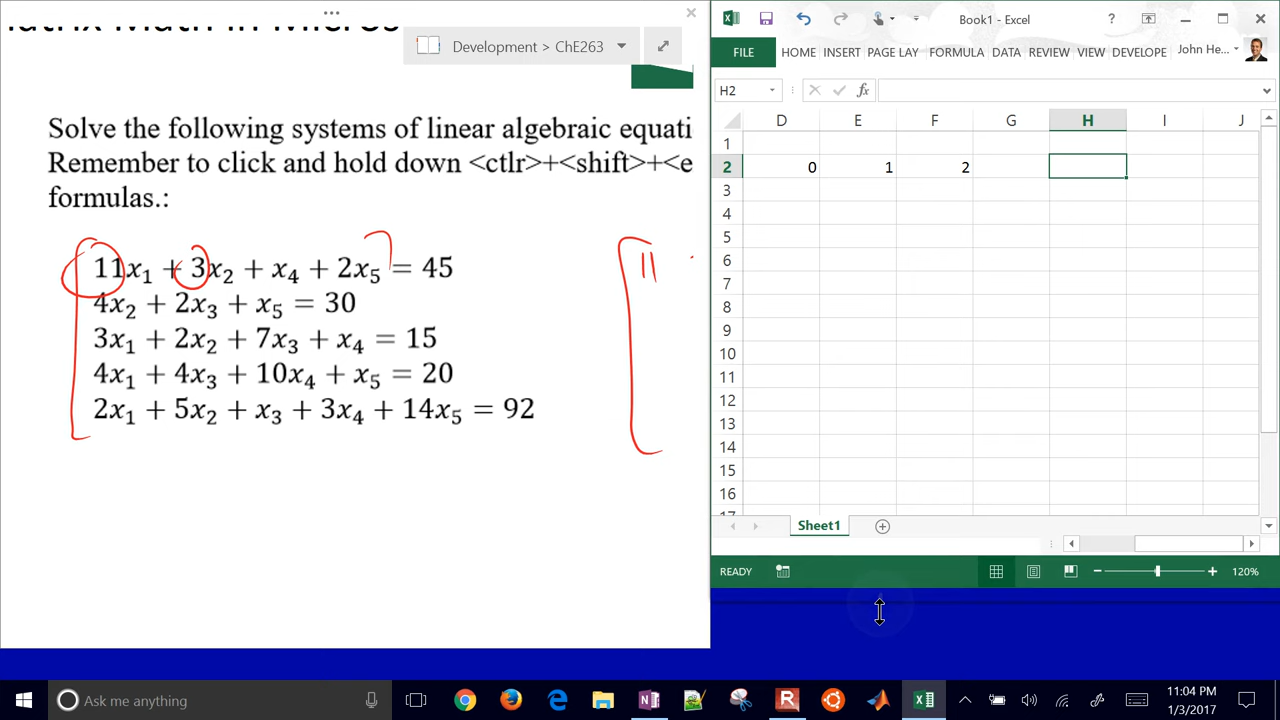 Matrix Math in Micros
Development > ChE263
Solve the following systems of linear algebraic equati
Remember to click and hold down <ctlr>+<shift>+<e
formulas.:
11x₁ + 3x₂ + x₄ + 2x₅ = 45
4x₂ + 2x₃ + x₅ = 30
3x₁ + 2x₂ + 7x₃ + x₄ = 15
4x₁ + 4x₃ + 10x₄ + x₅ = 20
2x₁ + 5x₂ + x₃ + 3x₄ + 14x₅ = 92
11
Book1 - Excel
?
FILE HOME INSERT PAGE LAY FORMULA DATA REVIEW VIEW DEVELOPE John He...
H2 fx
D E F G H I J
1
2 0 1 2
3
4
5
6
7
8
9
10
11
12
13
14
15
16
Sheet1
READY 120%
Ask me anything
11:04 PM
1/3/2017